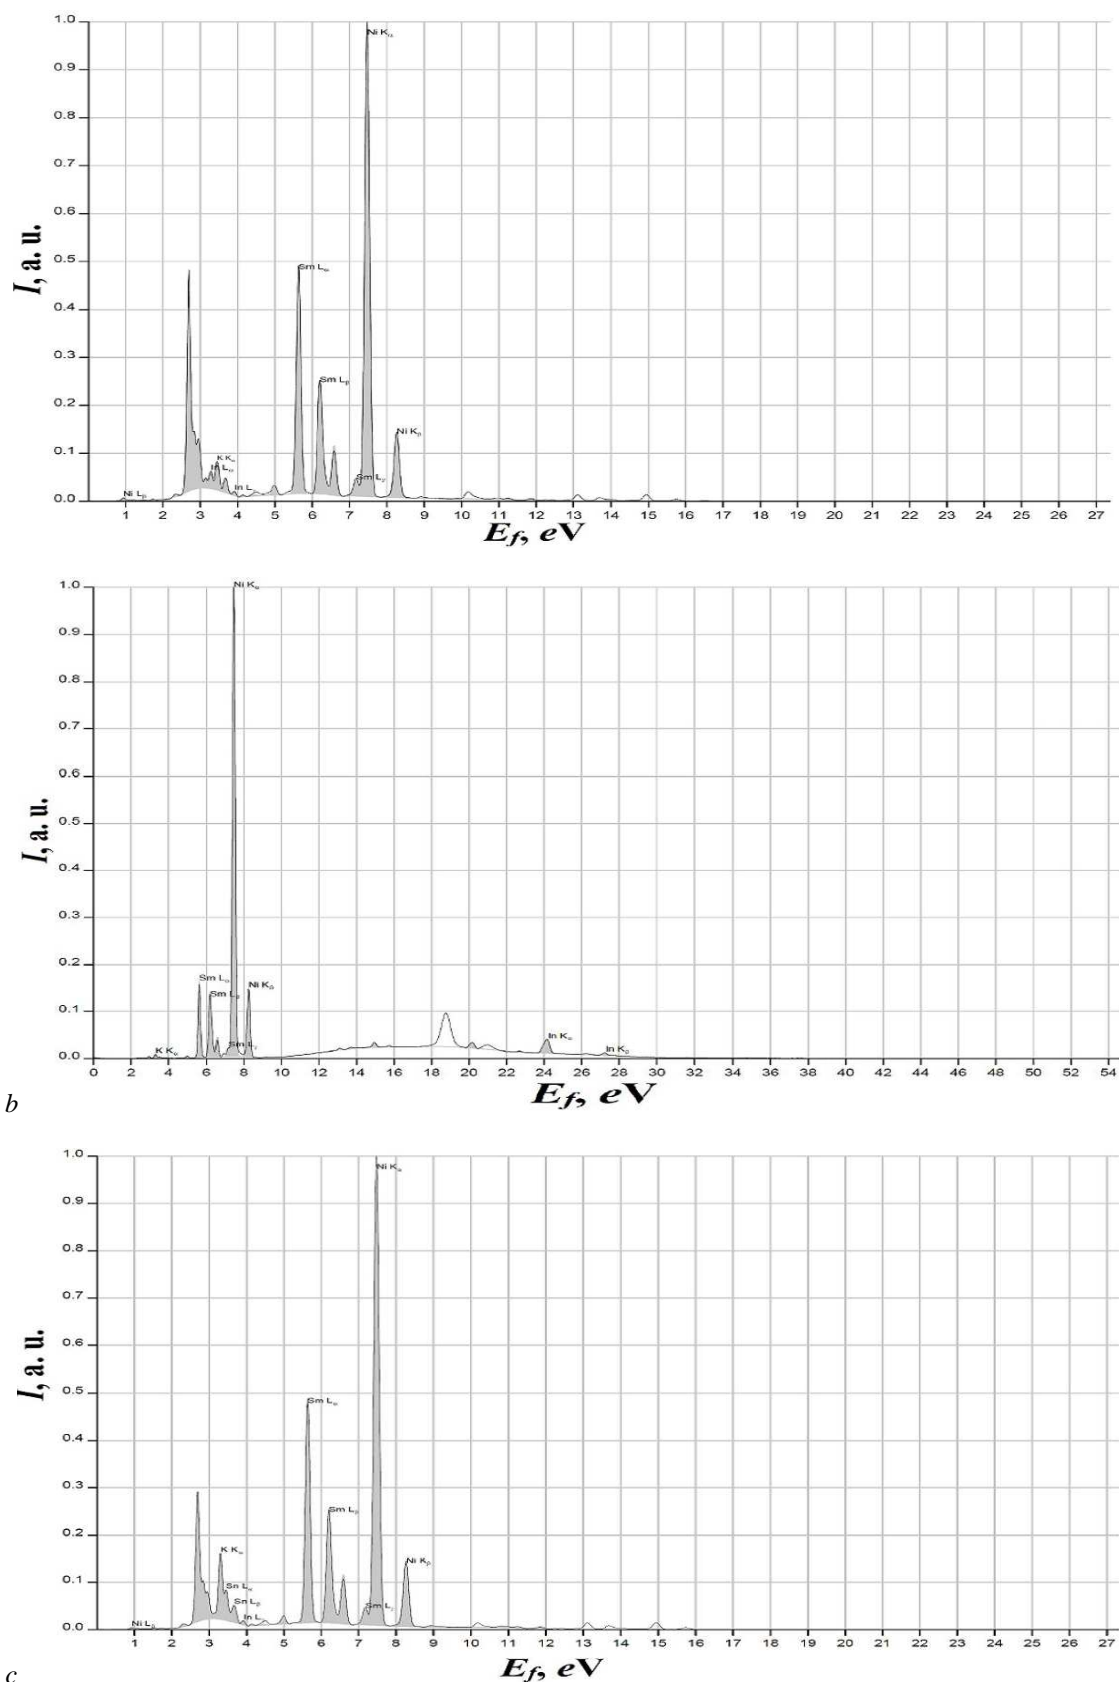 1.0
Ni Kα
0.9
0.8
0.7
0.6
I, a. u.
0.5
Sm Lα
0.4
0.3
Sm Lβ
0.2
Ni Kβ
0.1
K Kα
In Lα
Sm Lγ
In L
Ni Lβ
0.0
1 2 3 4 5 6 7 8 9 10 11 12 13 14 15 16 17 18 19 20 21 22 23 24 25 26 27
Ef, eV
1.0
Ni Kα
0.9
0.8
0.7
0.6
I, a. u.
0.5
0.4
0.3
0.2
Sm Lα
Sm Lβ
Ni Kβ
0.1
K Kα
Sm Lγ
In Kα
In Kβ
0.0
0 2 4 6 8 10 12 14 16 18 20 22 24 26 28 30 32 34 36 38 40 42 44 46 48 50 52 54
Ef, eV
b
1.0
Ni Kα
0.9
0.8
0.7
0.6
I, a. u.
0.5
Sm Lα
0.4
0.3
Sm Lβ
0.2
K Kα
Ni Kβ
0.1
Sn Lα
Sn Lβ
Sm Lγ
In L
Ni Lβ
0.0
1 2 3 4 5 6 7 8 9 10 11 12 13 14 15 16 17 18 19 20 21 22 23 24 25 26 27
Ef, eV
c